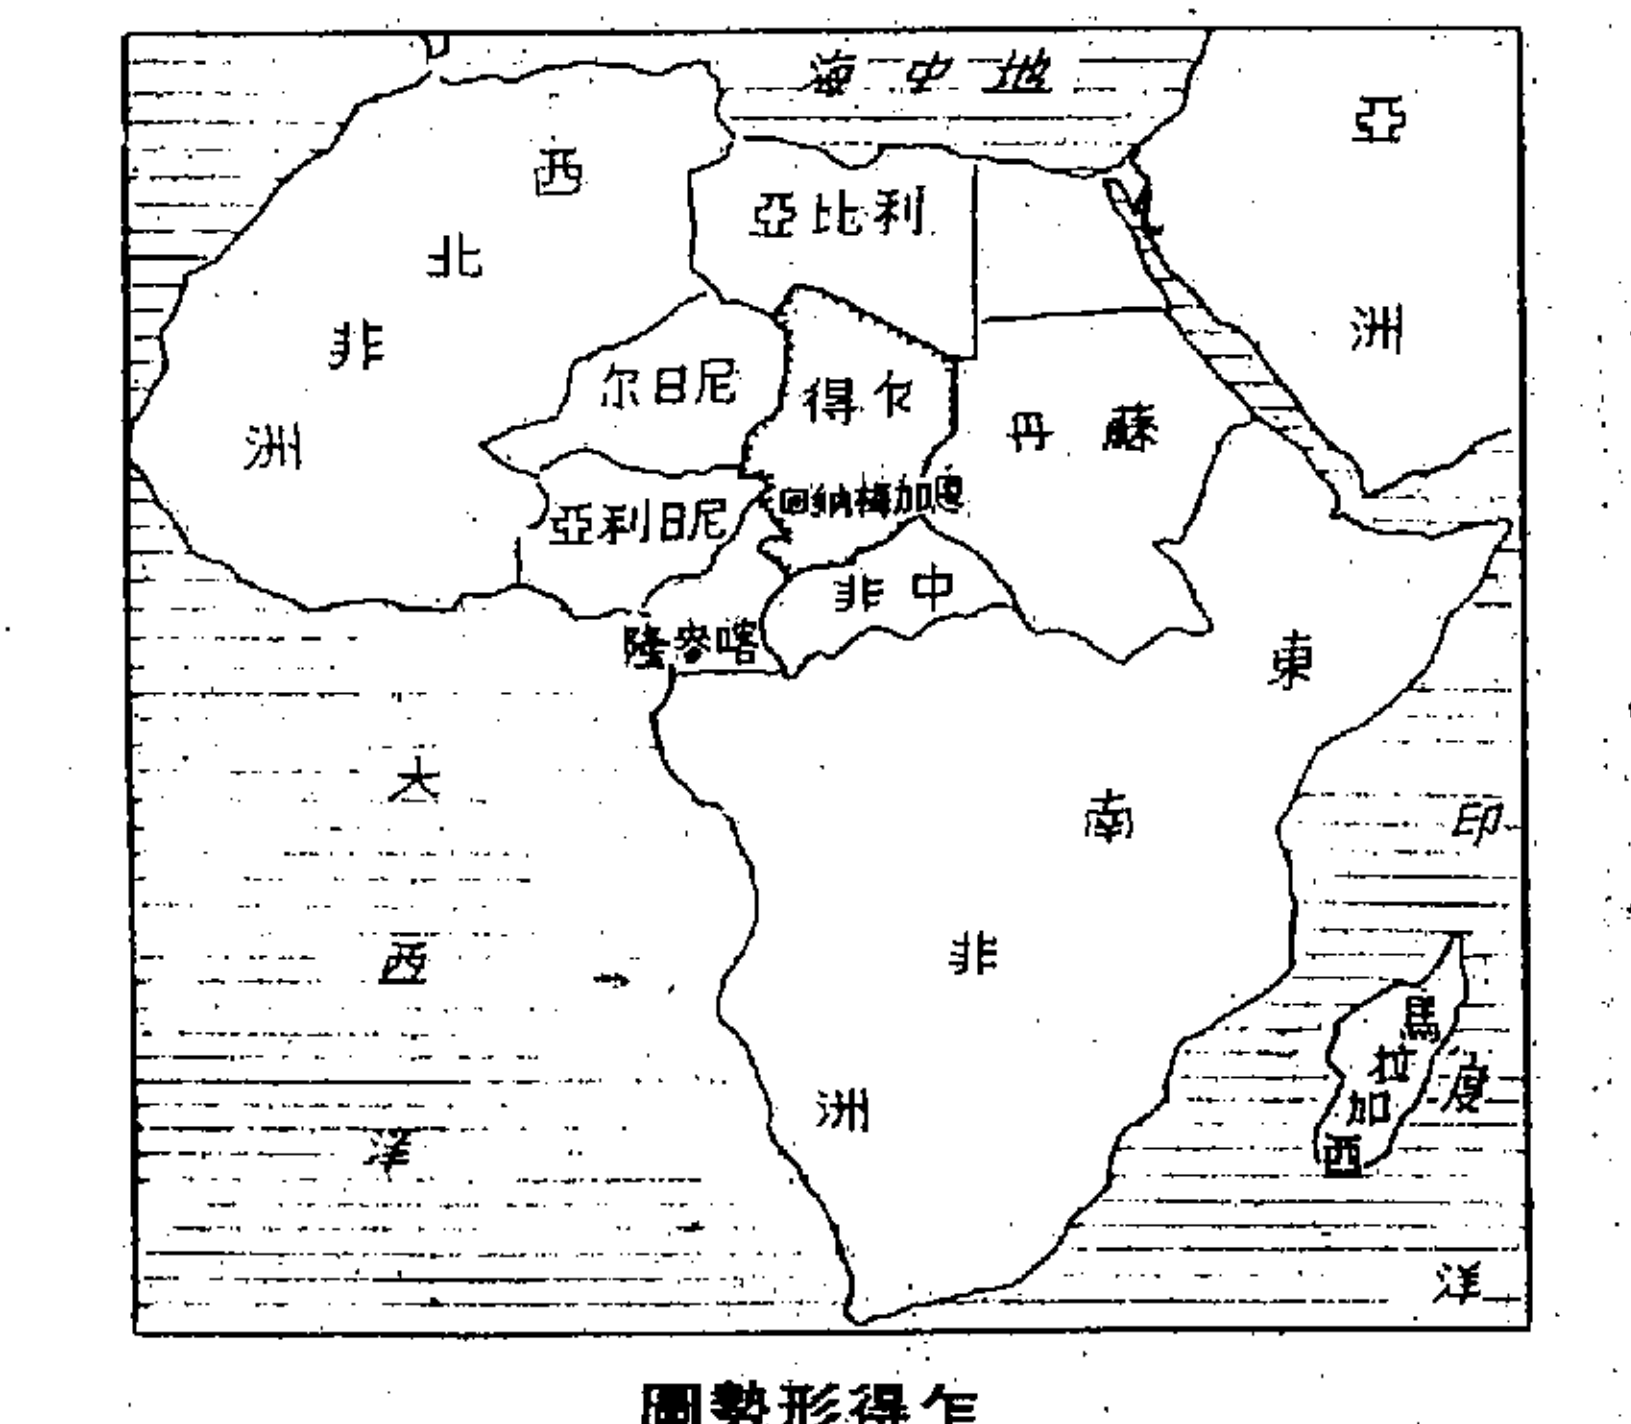 地中海
亞洲
西北非洲
利比亞
尼日尔
乍得
蘇丹
恩加梅納
尼日利亞
中非
喀麥隆
東南非洲
大西洋
印度洋
馬拉加西
乍得形勢圖